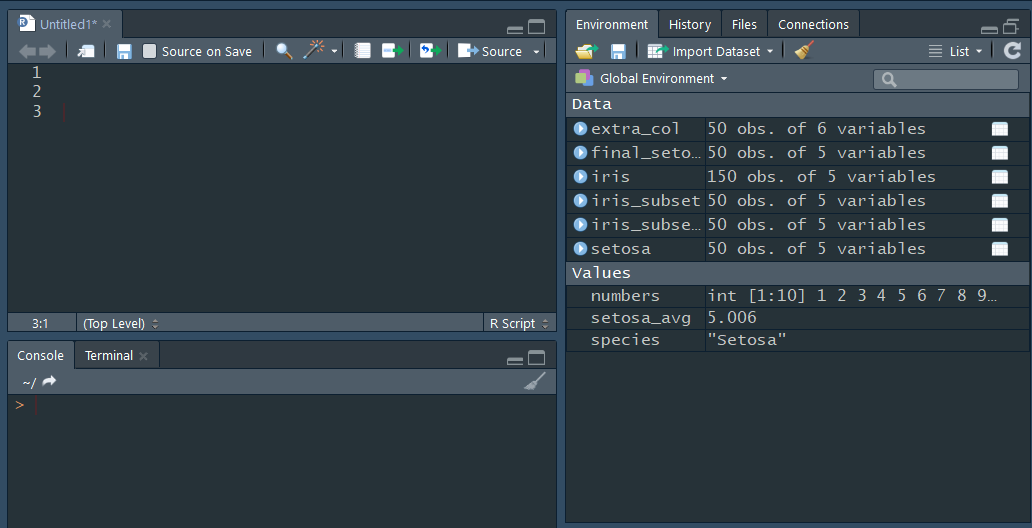 Untitled1*
Source on Save
Source
1
2
3
3:1 (Top Level) R Script
Console Terminal
~/
>
Environment History Files Connections
Import Dataset List
Global Environment
Data
extra_col 50 obs. of 6 variables
final_seto… 50 obs. of 5 variables
iris 150 obs. of 5 variables
iris_subset 50 obs. of 5 variables
iris_subse… 50 obs. of 5 variables
setosa 50 obs. of 5 variables
Values
numbers int [1:10] 1 2 3 4 5 6 7 8 9…
setosa_avg 5.006
species "Setosa"